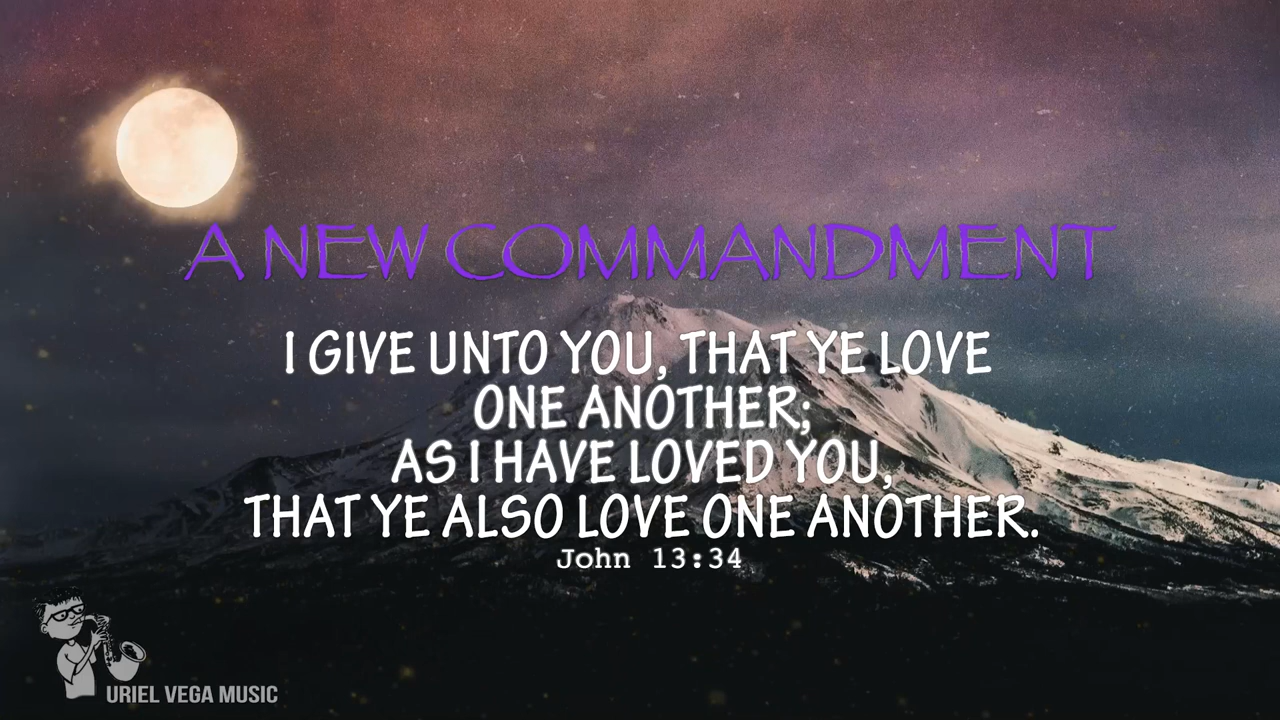 A NEW COMMANDMENT
I GIVE UNTO YOU, THAT YE LOVE
ONE ANOTHER;
AS I HAVE LOVED YOU,
THAT YE ALSO LOVE ONE ANOTHER.
John 13:34
URIEL VEGA MUSIC